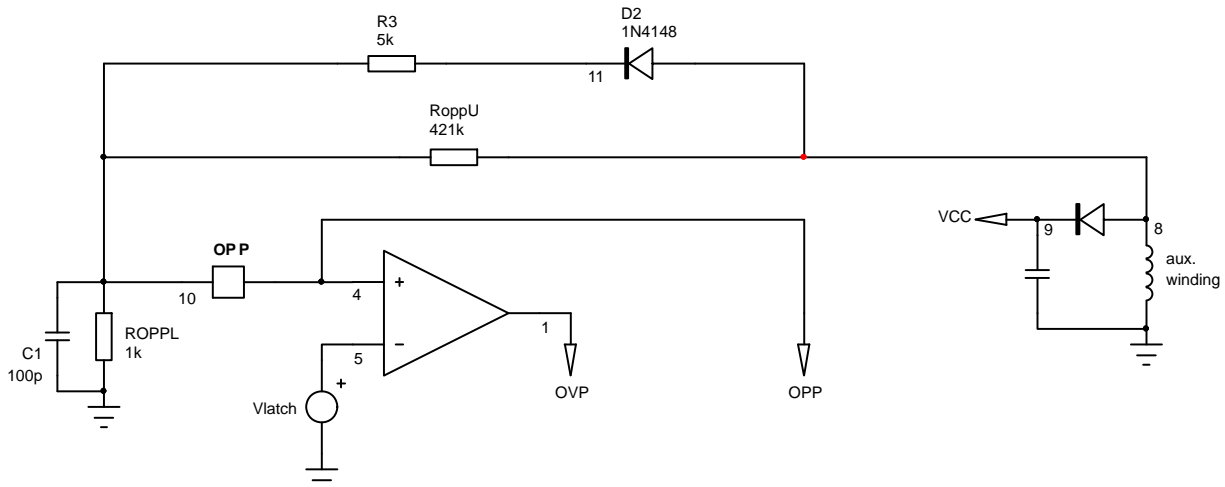 D2
1N4148
R3
5k
11
RoppU
421k
VCC
9
8
aux.
winding
OPP
10
4
+
1
5
−
ROPPL
1k
C1
100p
+
Vlatch
OVP
OPP